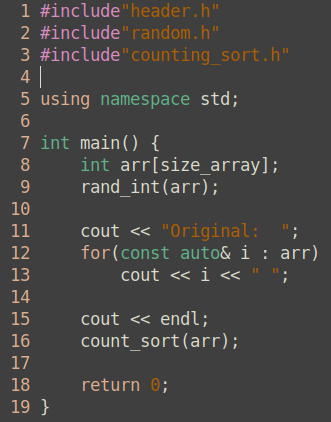 1 #include"header.h"
2 #include"random.h"
3 #include"counting_sort.h"
4
5 using namespace std;
6
7 int main() {
8     int arr[size_array];
9     rand_int(arr);
10
11     cout << "Original:  ";
12     for(const auto& i : arr)
13         cout << i << " ";
14
15     cout << endl;
16     count_sort(arr);
17
18     return 0;
19 }